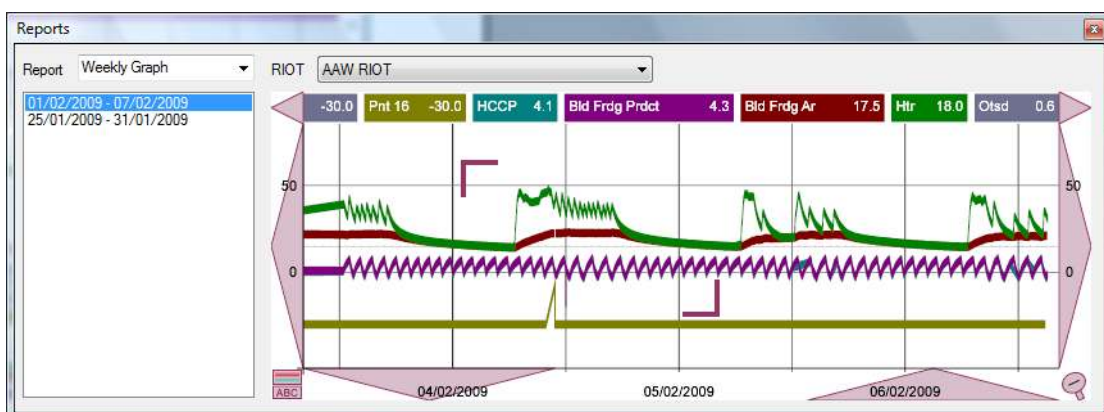 Reports
Report Weekly Graph RIOT AAW RIOT
01/02/2009 - 07/02/2009
25/01/2009 - 31/01/2009
-30.0 Pnt 16 -30.0 HCCP 4.1 Bld Frdg Prdct 4.3 Bld Frdg Ar 17.5 Htr 18.0 Otsd 0.6
50 50
0 0
ABC 04/02/2009 05/02/2009 06/02/2009